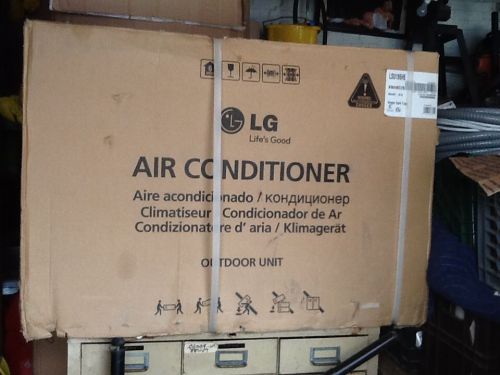 LG
Life's Good
AIR CONDITIONER
Aire acondicionado / кондиционер
Climatiseur / Condicionador de Ar
Condizionatore d' aria / Klimagerät
OUTDOOR UNIT